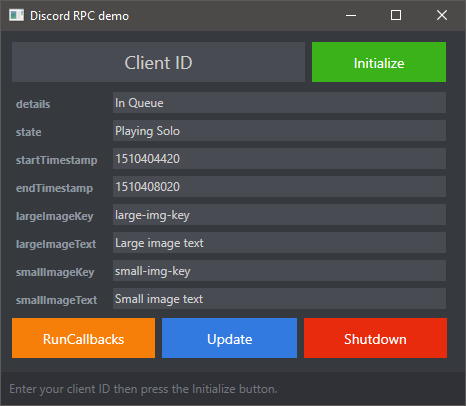 Discord RPC demo
Client ID
Initialize
details In Queue
state Playing Solo
startTimestamp 1510404420
endTimestamp 1510408020
largeImageKey large-img-key
largeImageText Large image text
smallImageKey small-img-key
smallImageText Small image text
RunCallbacks Update Shutdown
Enter your client ID then press the Initialize button.